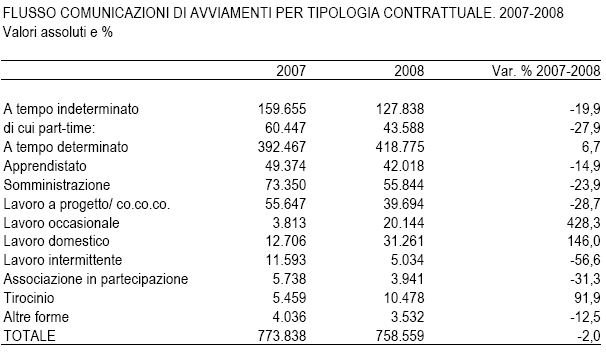 FLUSSO COMUNICAZIONI DI AVVIAMENTI PER TIPOLOGIA CONTRATTUALE. 2007-2008
Valori assoluti e %
2007 2008 Var. % 2007-2008
A tempo indeterminato 159.655 127.838 -19,9
di cui part-time: 60.447 43.588 -27,9
A tempo determinato 392.467 418.775 6,7
Apprendistato 49.374 42.018 -14,9
Somministrazione 73.350 55.844 -23,9
Lavoro a progetto/ co.co.co. 55.647 39.694 -28,7
Lavoro occasionale 3.813 20.144 428,3
Lavoro domestico 12.706 31.261 146,0
Lavoro intermittente 11.593 5.034 -56,6
Associazione in partecipazione 5.738 3.941 -31,3
Tirocinio 5.459 10.478 91,9
Altre forme 4.036 3.532 -12,5
TOTALE 773.838 758.559 -2,0